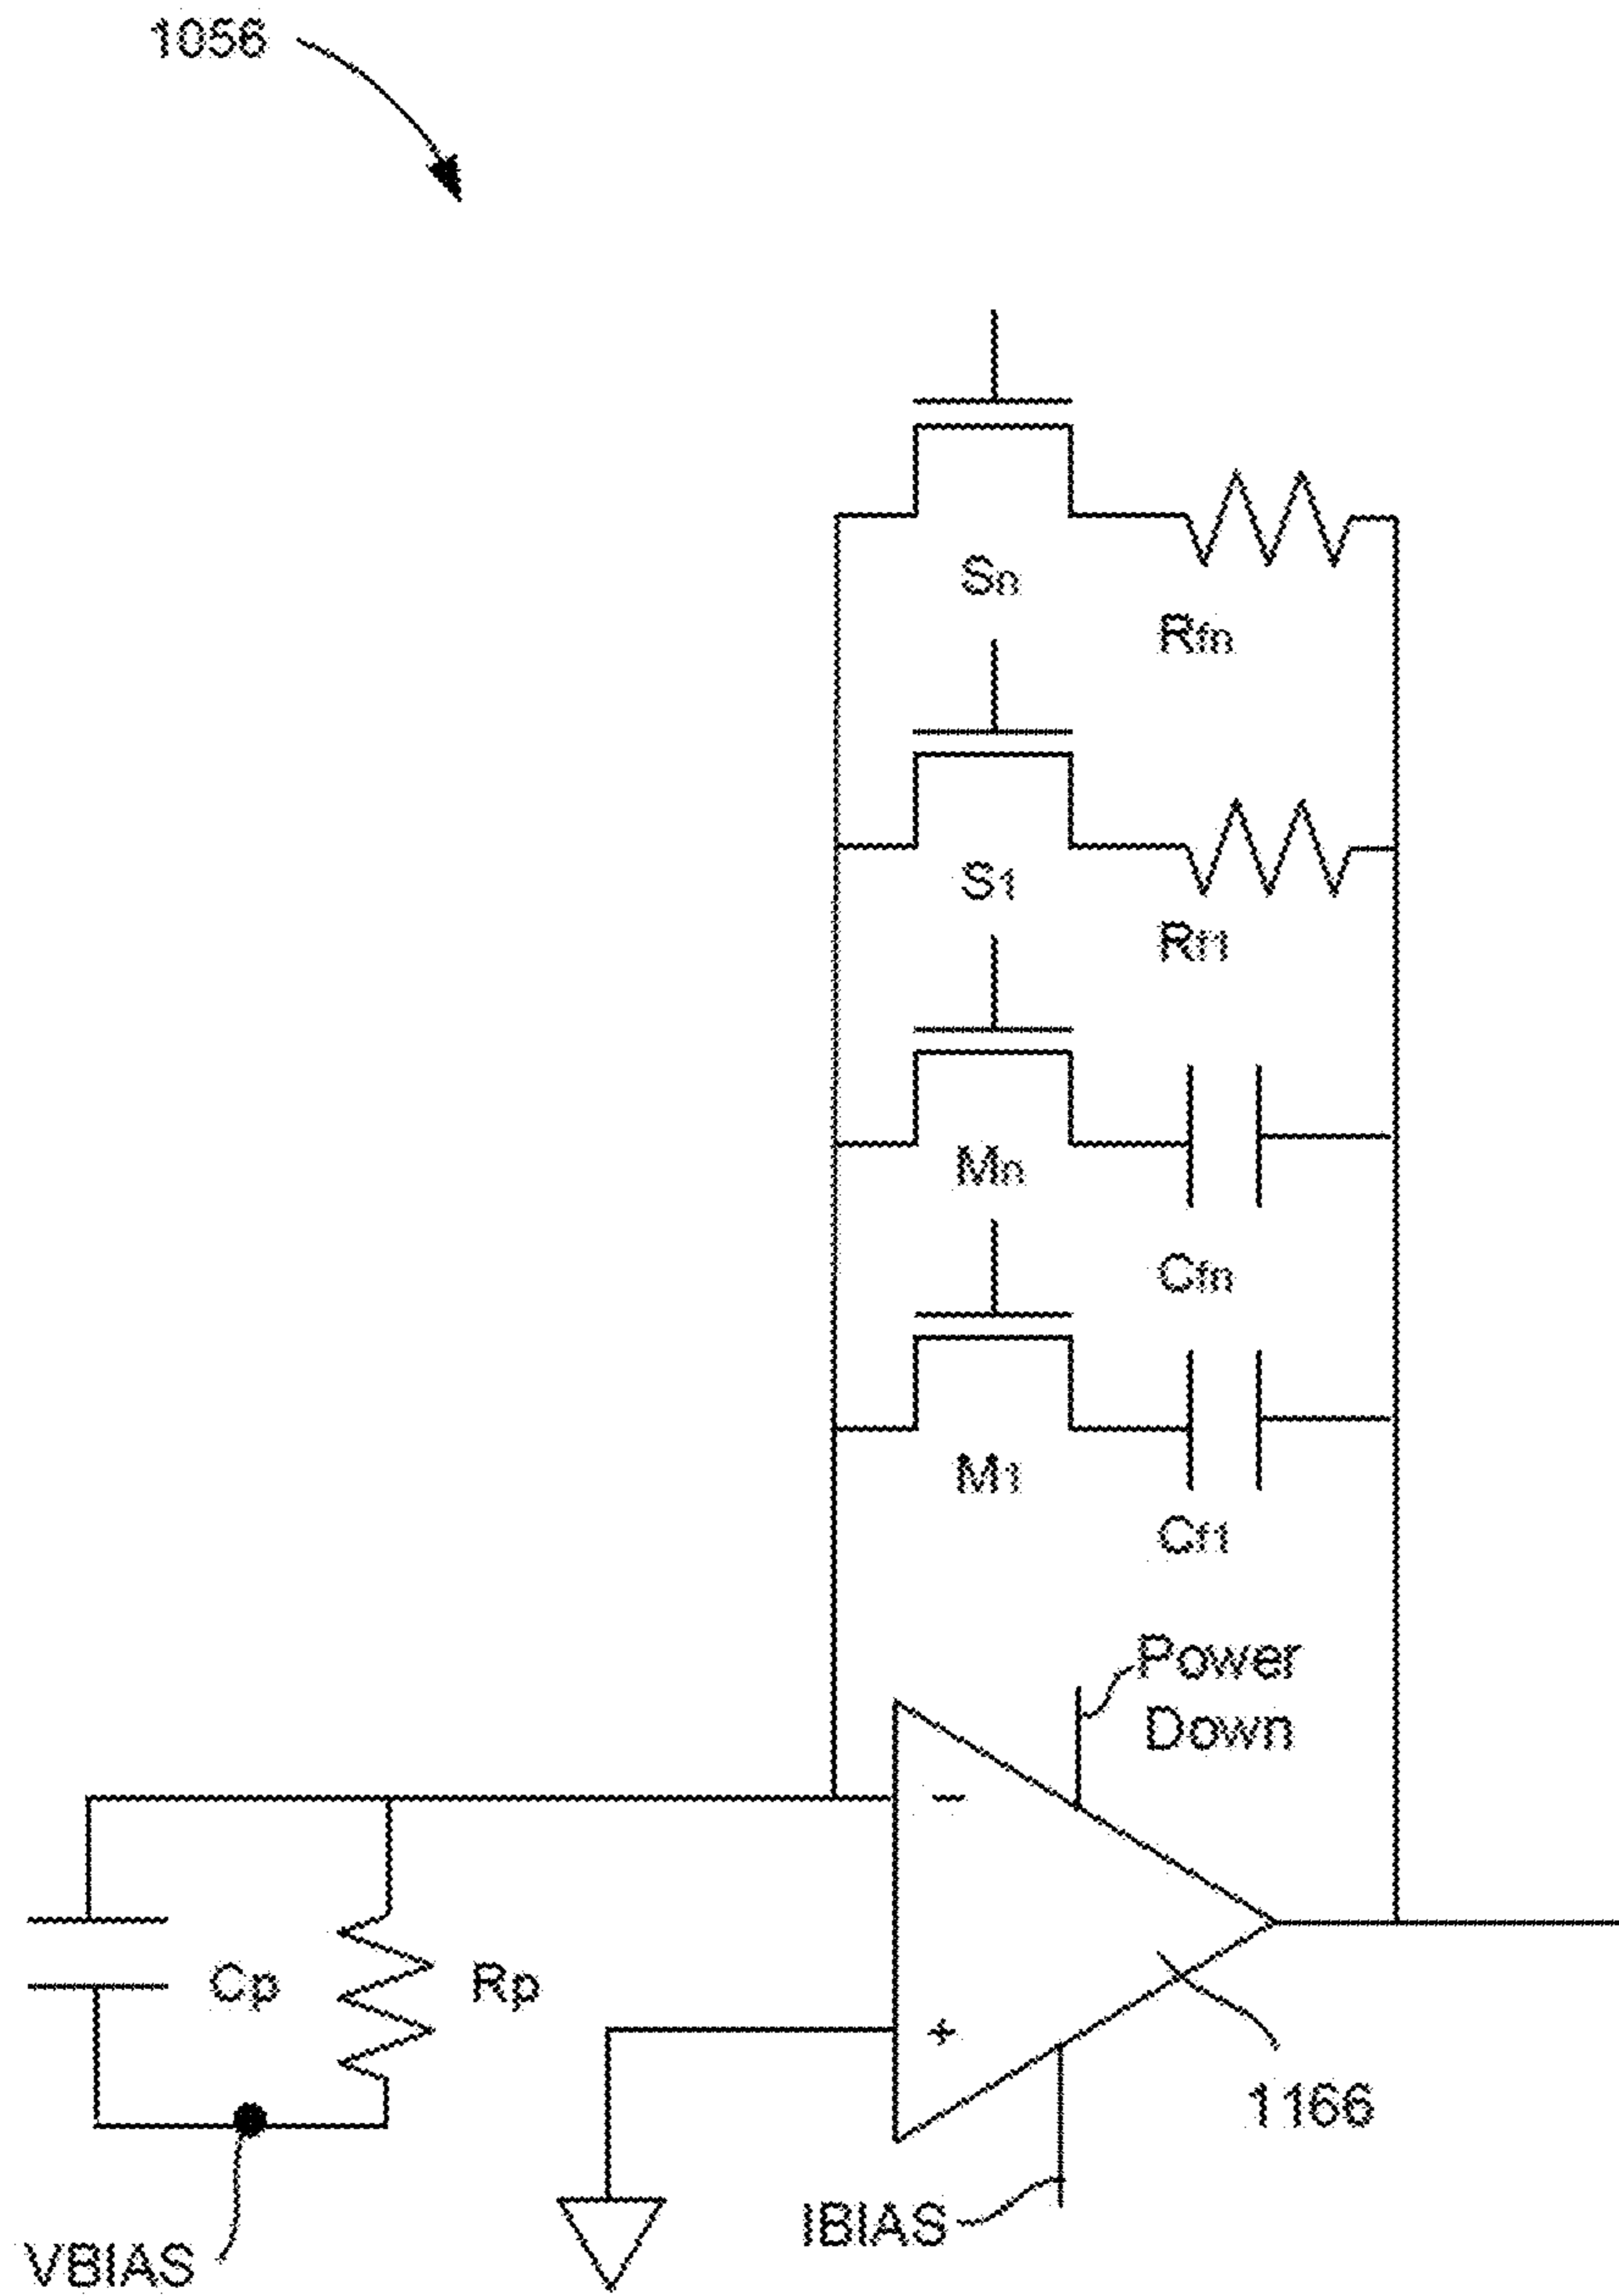 1056
Sn
Rfn
S1
Rf1
Mn
Cfn
M1
Cf1
Power
Down
-
Cp
Rp
+
1166
IBIAS
VBIAS